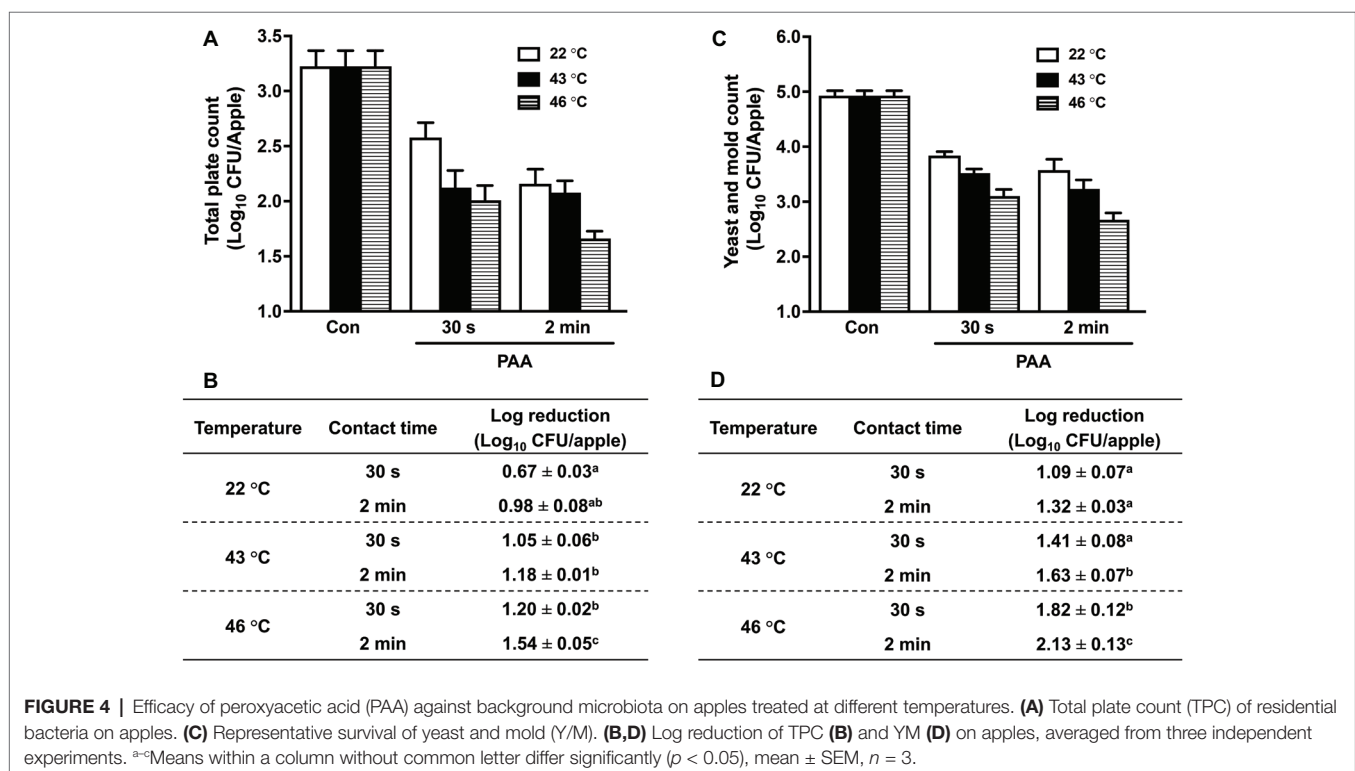 A
Total plate count
(Log10 CFU/Apple)
3.5
3.0
2.5
2.0
1.5
1.0
22 °C
43 °C
46 °C
Con
30 s
2 min
PAA
C
Yeast and mold count
(Log10 CFU/Apple)
6.0
5.0
4.0
3.0
2.0
1.0
22 °C
43 °C
46 °C
Con
30 s
2 min
PAA
B
Temperature Contact time Log reduction
(Log10 CFU/apple)
22 °C
30 s 0.67 ± 0.03a
2 min 0.98 ± 0.08ab
43 °C
30 s 1.05 ± 0.06b
2 min 1.18 ± 0.01b
46 °C
30 s 1.20 ± 0.02b
2 min 1.54 ± 0.05c
D
Temperature Contact time Log reduction
(Log10 CFU/apple)
22 °C
30 s 1.09 ± 0.07a
2 min 1.32 ± 0.03a
43 °C
30 s 1.41 ± 0.08a
2 min 1.63 ± 0.07b
46 °C
30 s 1.82 ± 0.12b
2 min 2.13 ± 0.13c
FIGURE 4 | Efficacy of peroxyacetic acid (PAA) against background microbiota on apples treated at different temperatures. (A) Total plate count (TPC) of residential
bacteria on apples. (C) Representative survival of yeast and mold (Y/M). (B,D) Log reduction of TPC (B) and YM (D) on apples, averaged from three independent
experiments. a–cMeans within a column without common letter differ significantly (p < 0.05), mean ± SEM, n = 3.